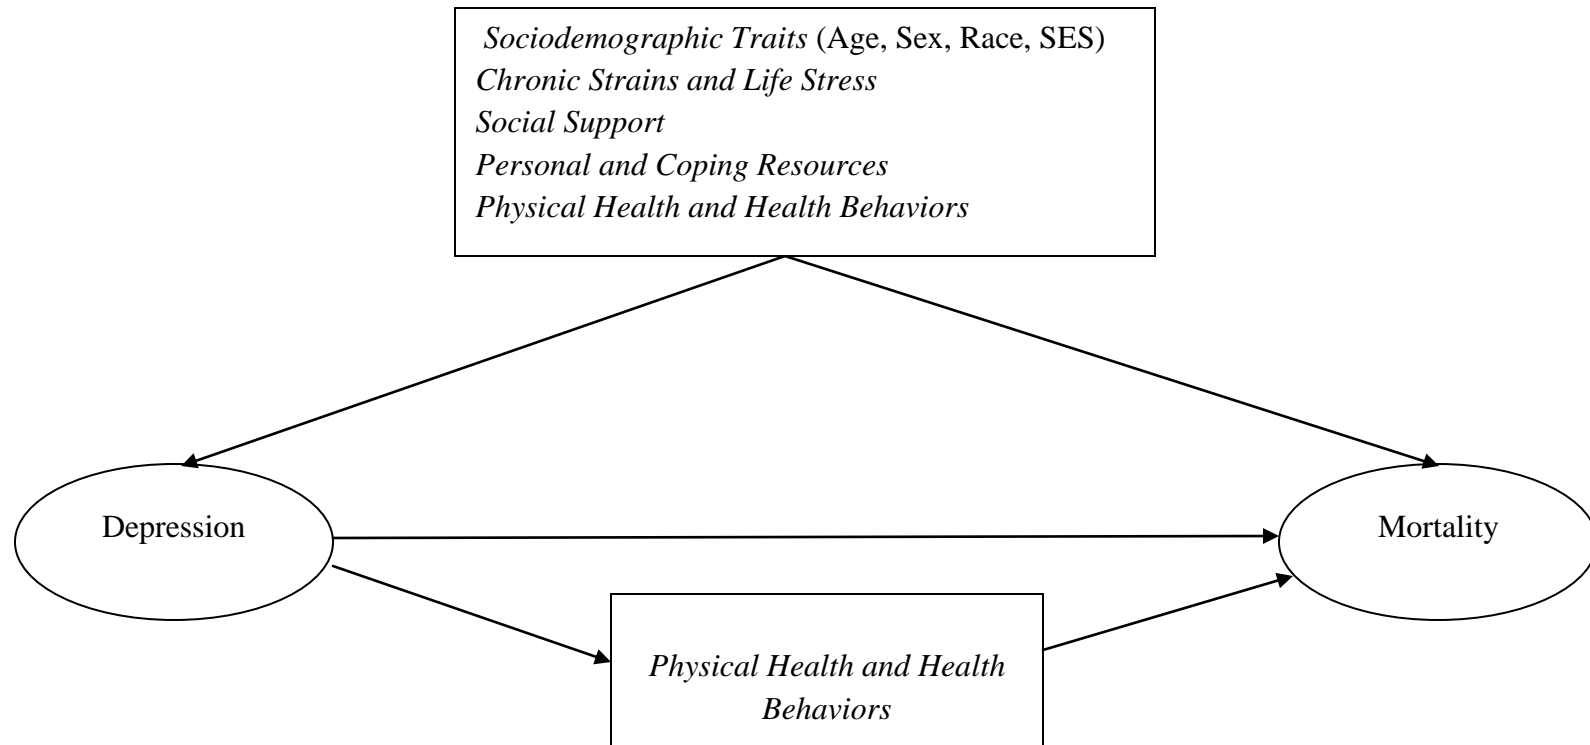 Sociodemographic Traits (Age, Sex, Race, SES)
Chronic Strains and Life Stress
Social Support
Personal and Coping Resources
Physical Health and Health Behaviors
Depression
Mortality
Physical Health and Health
Behaviors